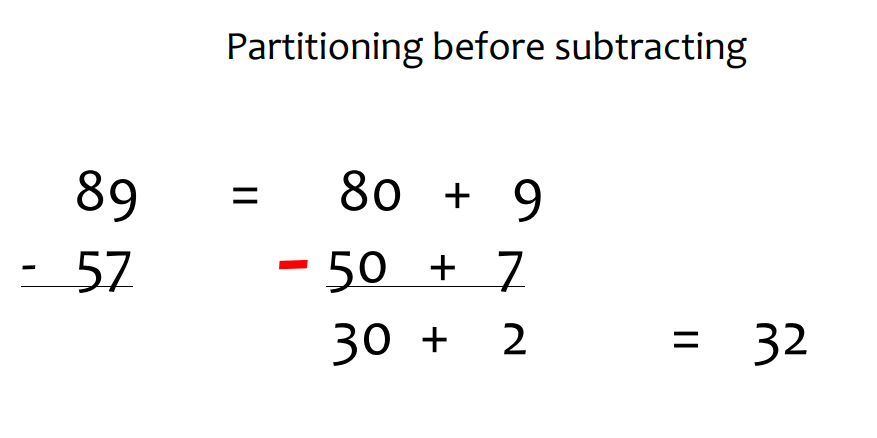 Partitioning before subtracting
89 = 80 + 9
- 57 - 50 + 7
30 + 2 = 32